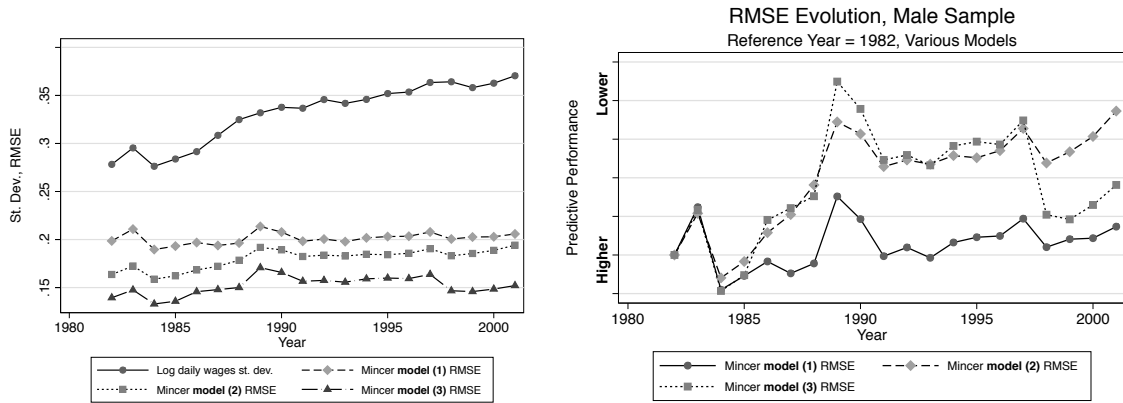 St. Dev., RMSE
.35
.3
.25
.2
.15
1980 1985 1990 1995 2000
Year
Log daily wages st. dev. Mincer model (1) RMSE
Mincer model (2) RMSE Mincer model (3) RMSE
RMSE Evolution, Male Sample
Reference Year = 1982, Various Models
Predictive Performance
Lower
Higher
1980 1985 1990 1995 2000
Year
Mincer model (1) RMSE Mincer model (2) RMSE
Mincer model (3) RMSE